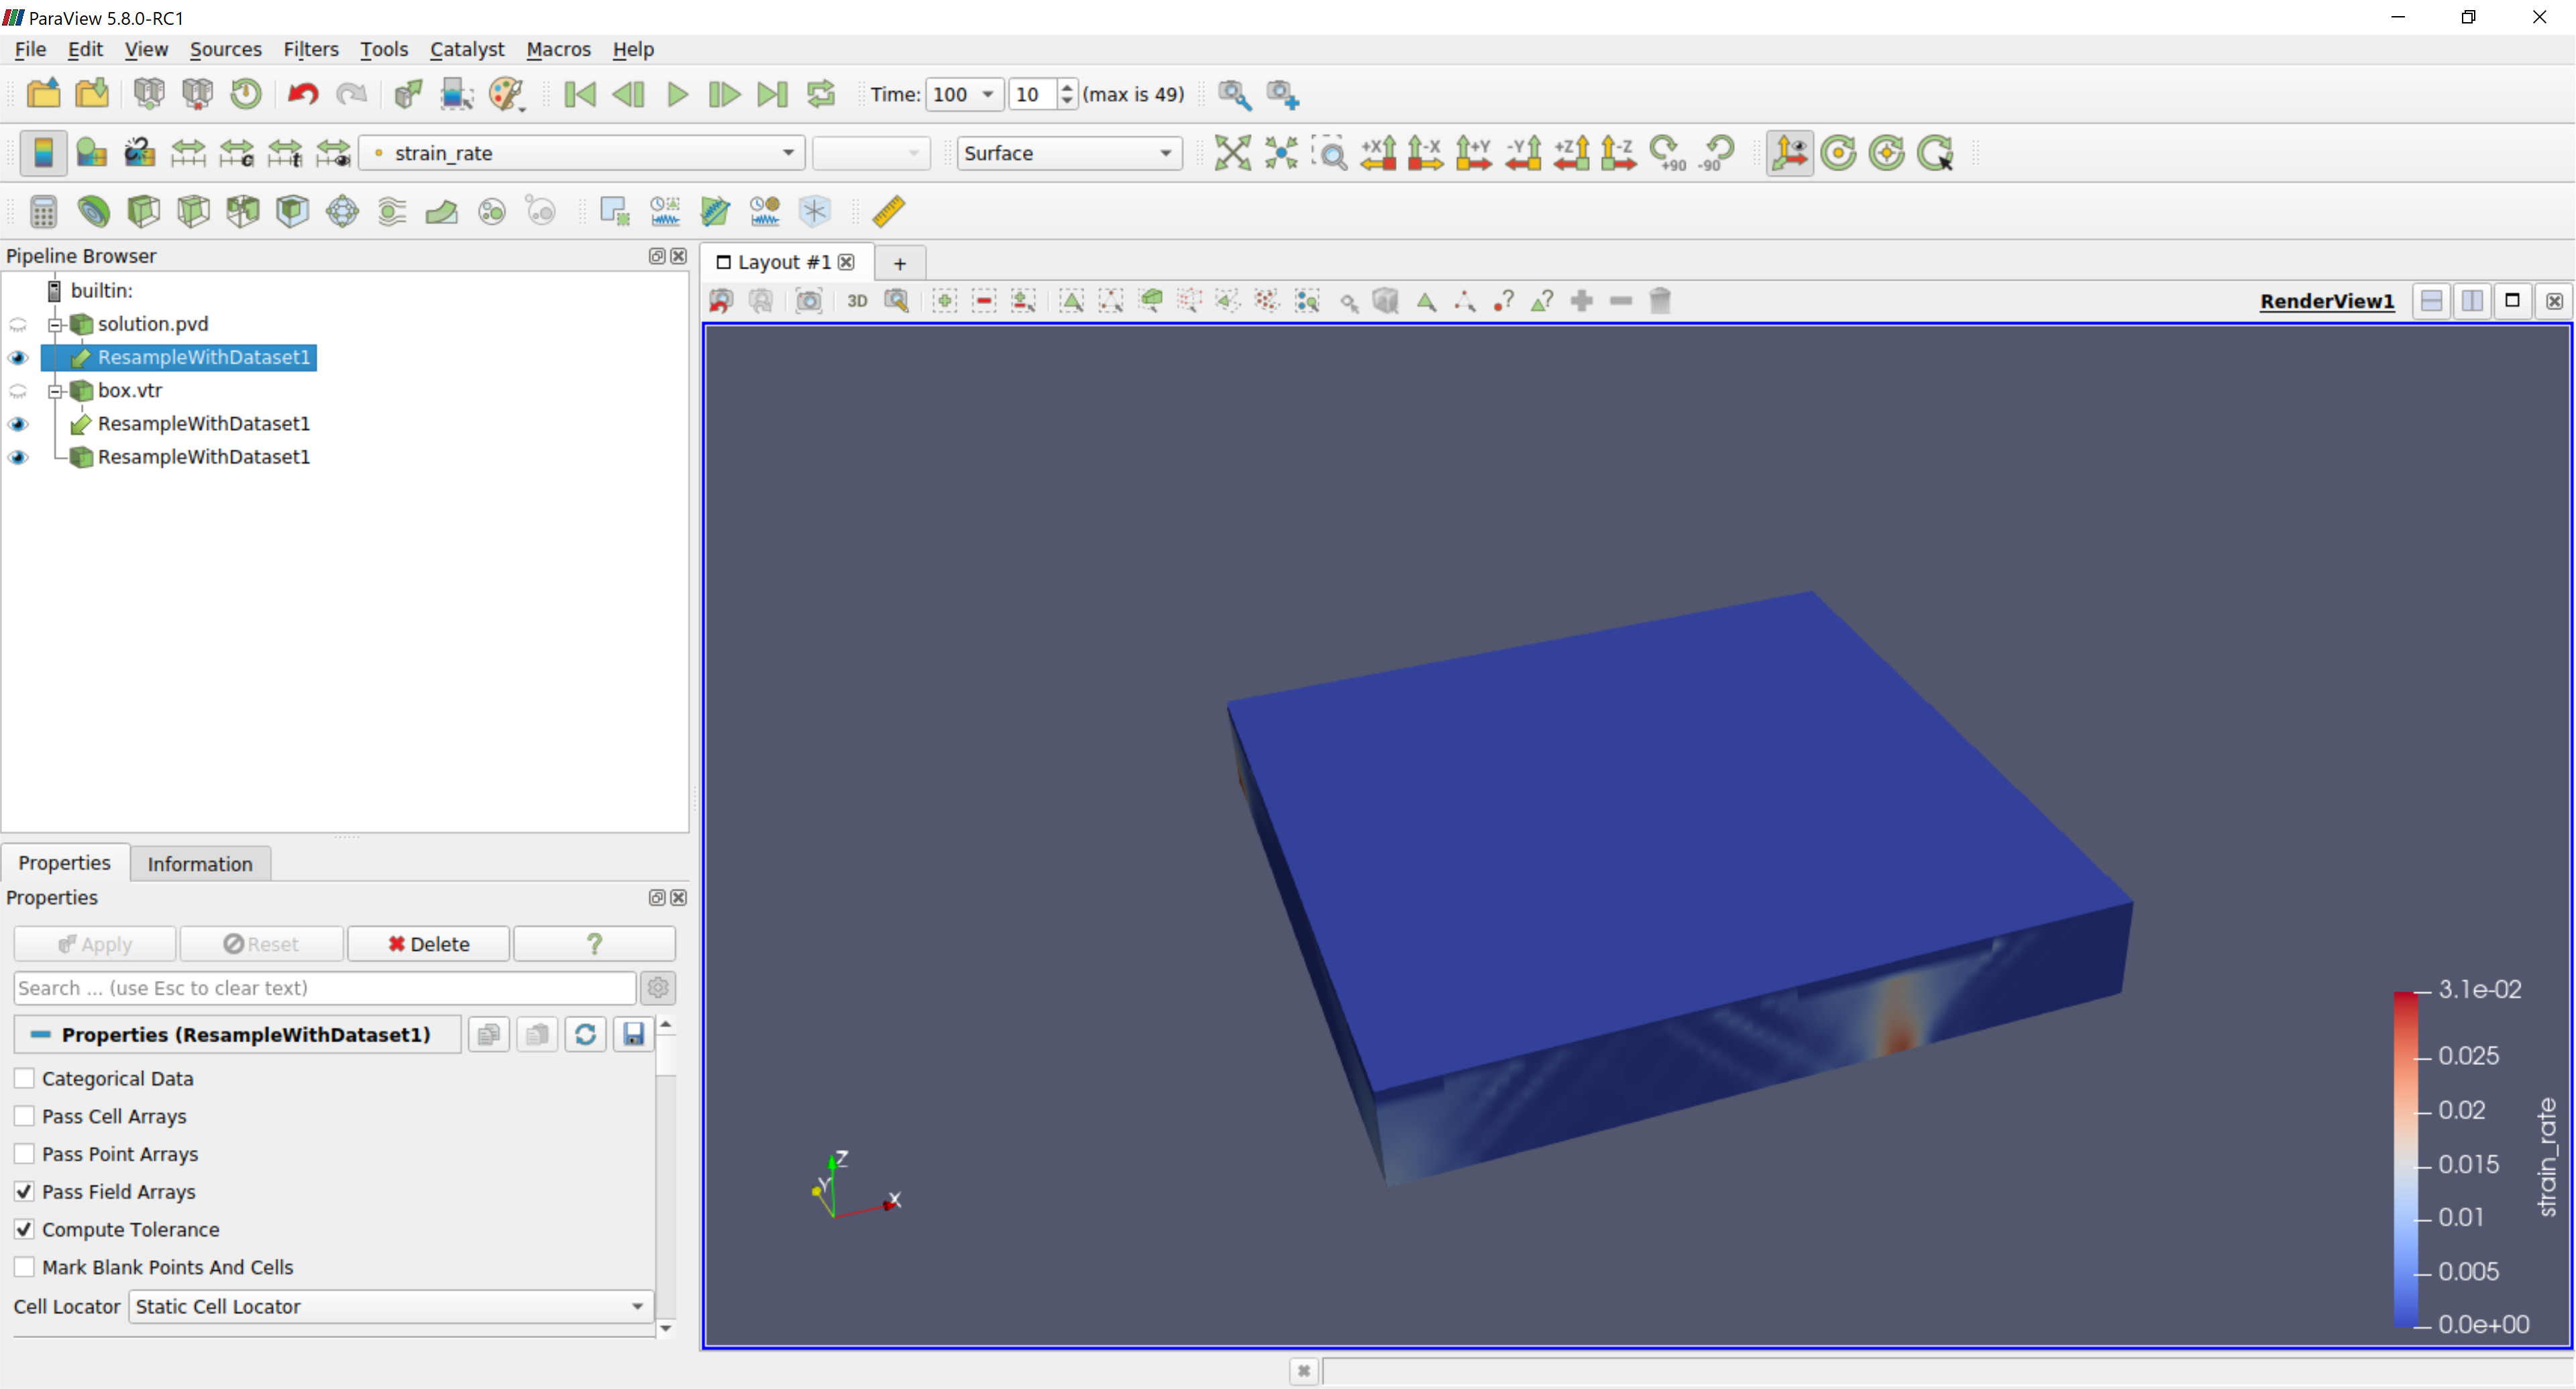 ParaView 5.8.0-RC1
File Edit View Sources Filters Tools Catalyst Macros Help
Time: 100 10 (max is 49)
strain_rate Surface +X -X +Y -Y +Z -Z +90 -90
Pipeline Browser
Layout #1 +
builtin:
3D
RenderView1
solution.pvd
ResampleWithDataset1
box.vtr
ResampleWithDataset1
ResampleWithDataset1
Properties Information
Properties
Apply Reset Delete ?
Search ... (use Esc to clear text)
Properties (ResampleWithDataset1)
Categorical Data
Pass Cell Arrays
Pass Point Arrays
Pass Field Arrays
Compute Tolerance
Mark Blank Points And Cells
Cell Locator Static Cell Locator
Z
Y
X
3.1e-02
0.025
0.02
0.015
0.01
0.005
0.0e+00
strain_rate